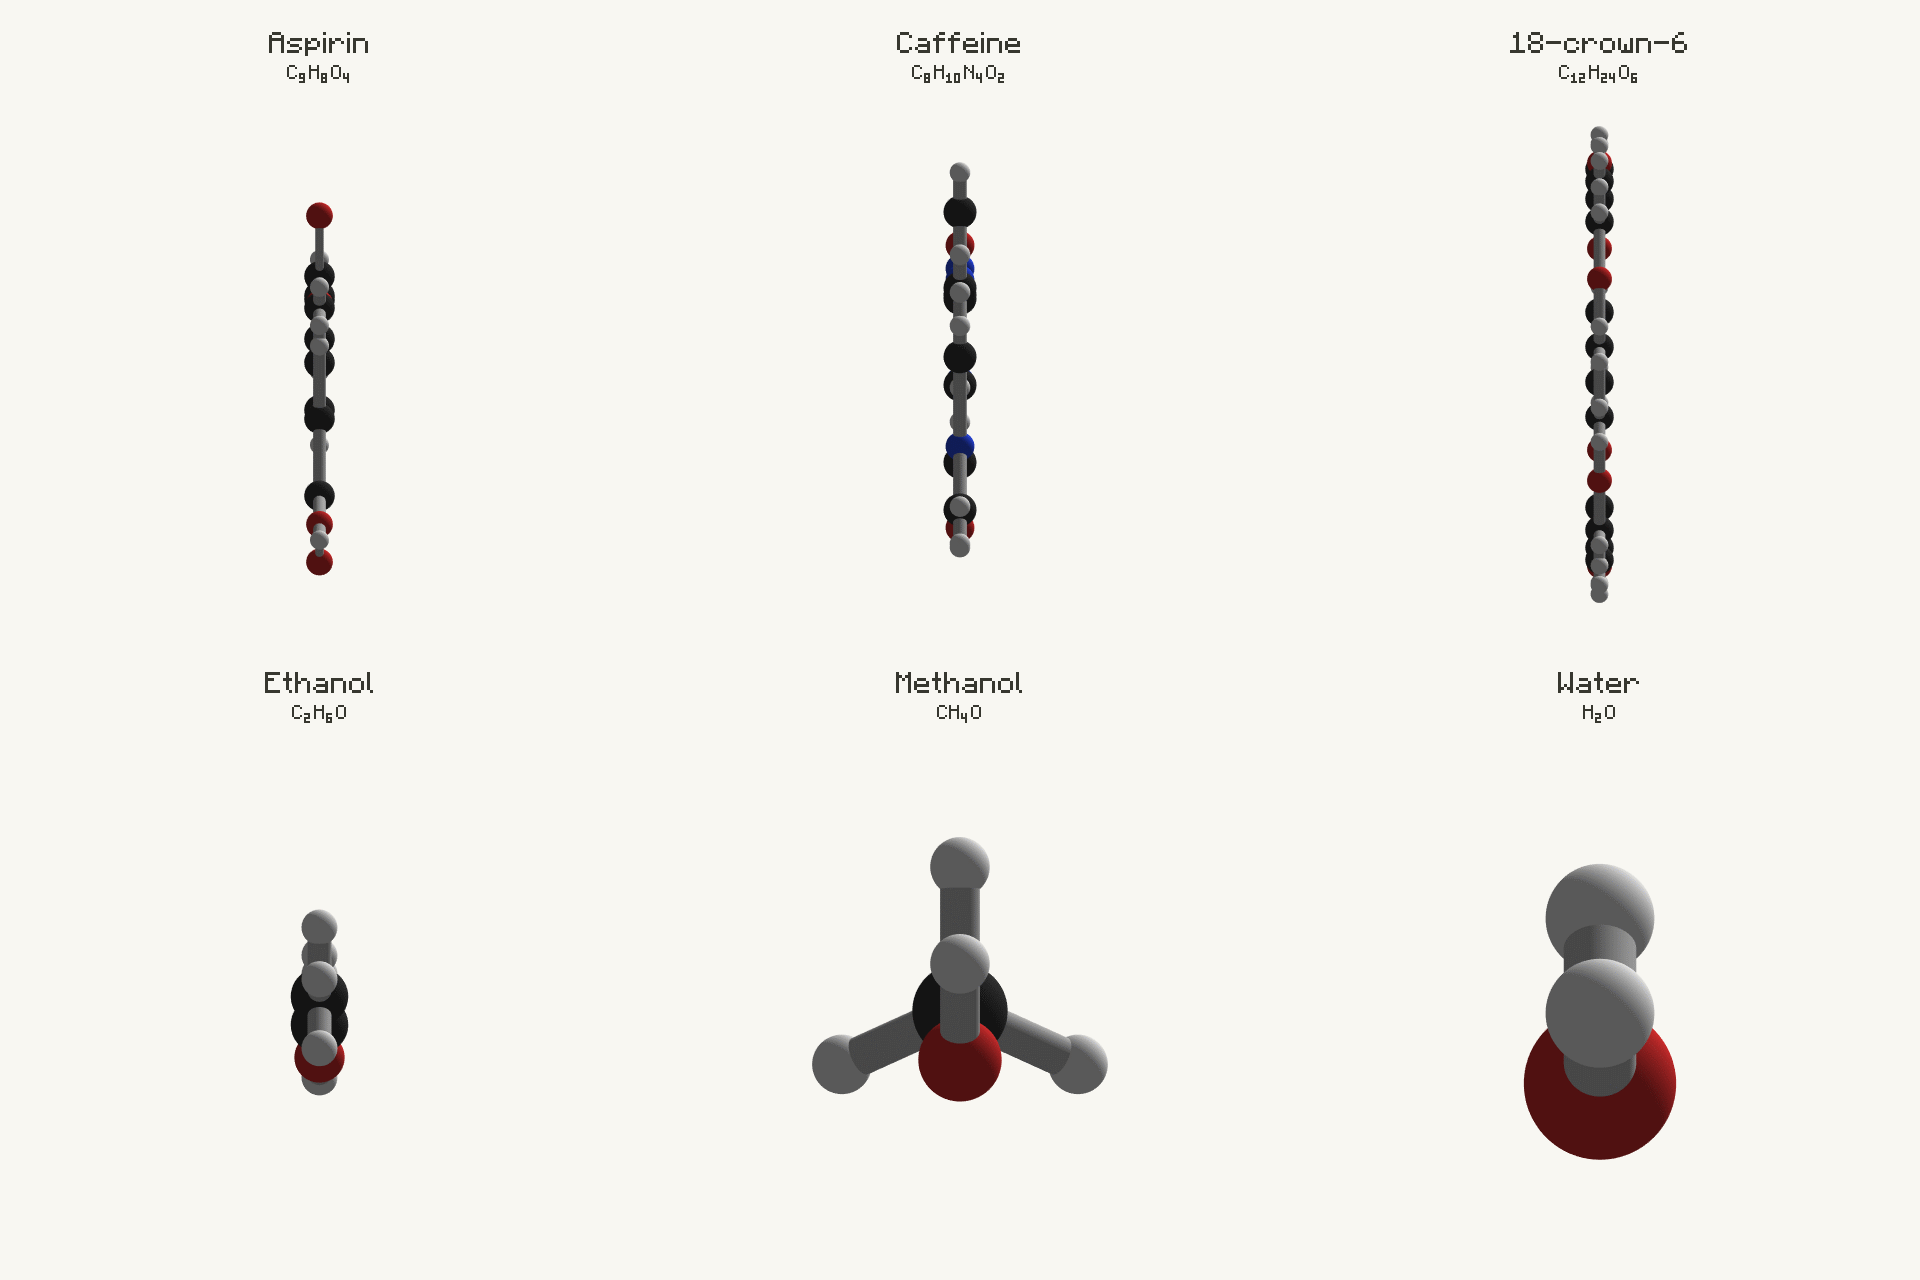 Aspirin
C₉H₈O₄
Caffeine
C₈H₁₀N₄O₂
18-crown-6
C₁₂H₂₄O₆
Ethanol
C₂H₆O
Methanol
CH₄O
Water
H₂O